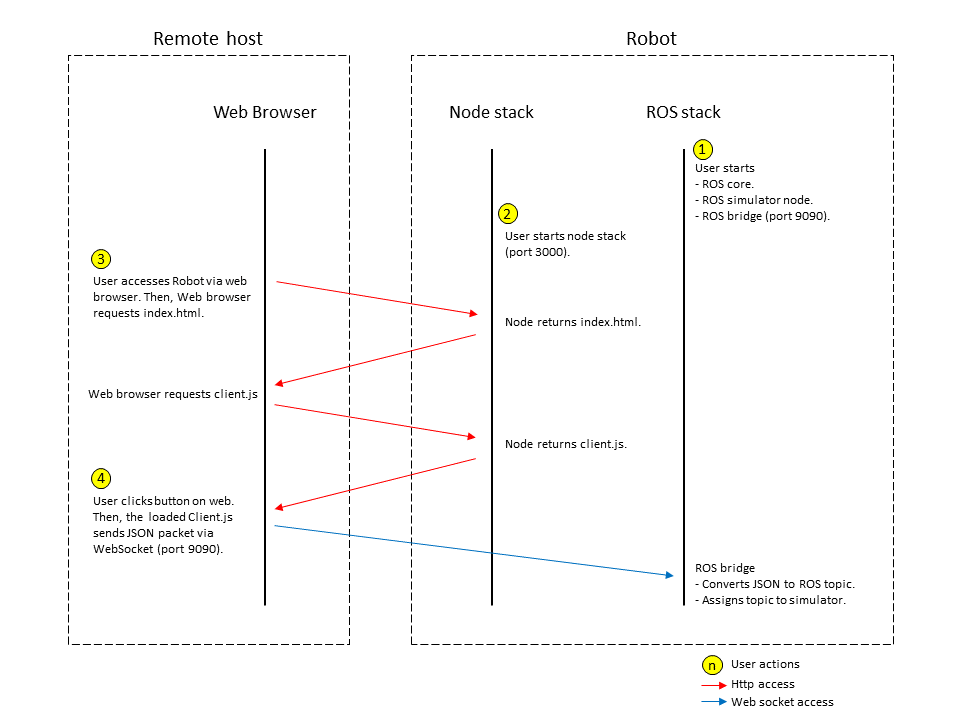 Remote host
Robot
Web Browser
Node stack
ROS stack
1
User starts
- ROS core.
- ROS simulator node.
- ROS bridge (port 9090).
2
User starts node stack
(port 3000).
3
User accesses Robot via web
browser. Then, Web browser
requests index.html.
Node returns index.html.
Web browser requests client.js
Node returns client.js.
4
User clicks button on web.
Then, the loaded Client.js
sends JSON packet via
WebSocket (port 9090).
ROS bridge
- Converts JSON to ROS topic.
- Assigns topic to simulator.
n User actions
Http access
Web socket access